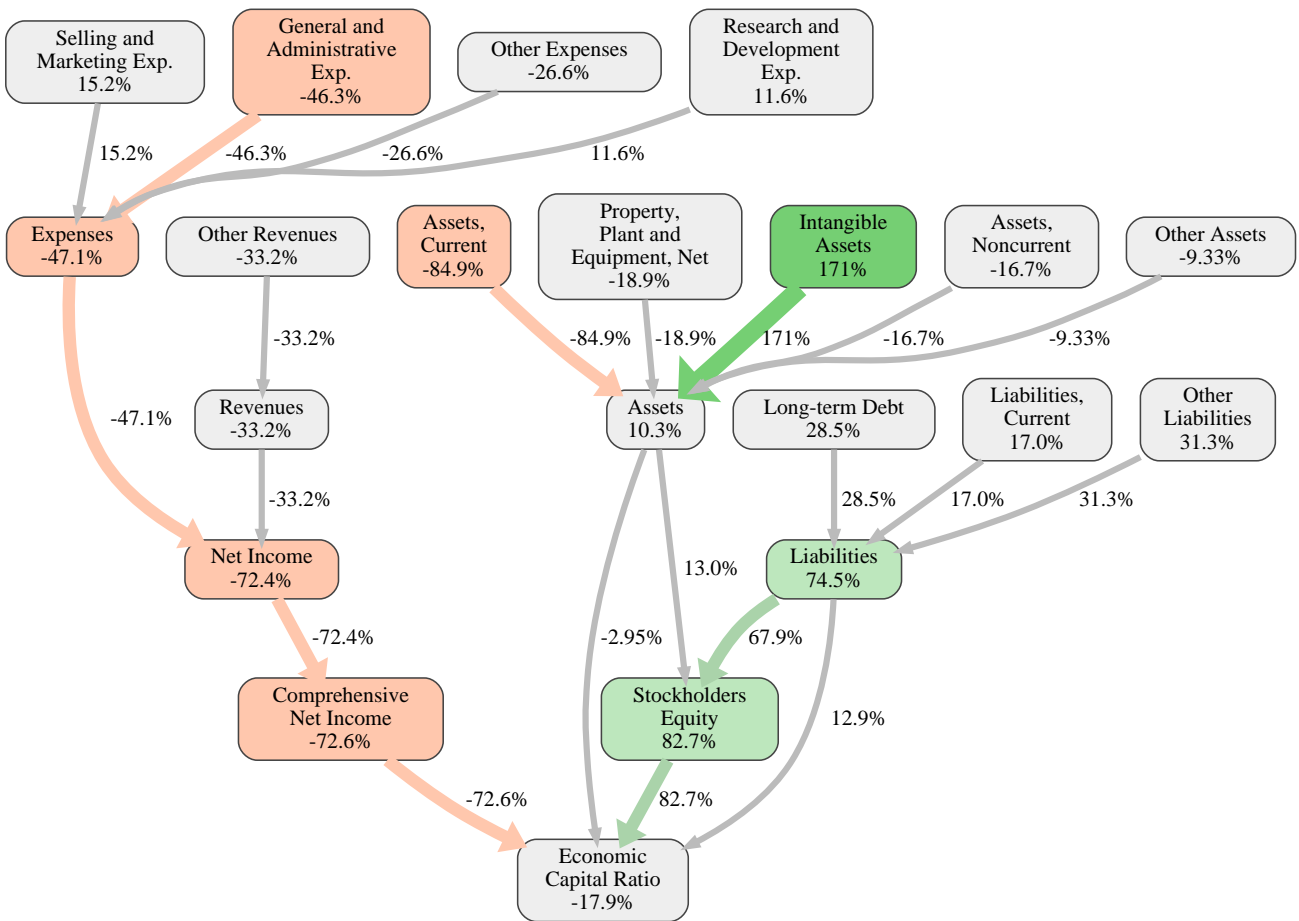 Selling and
Marketing Exp.
15.2%
General and
Administrative
Exp.
-46.3%
Other Expenses
-26.6%
Research and
Development
Exp.
11.6%
15.2%
-46.3%
-26.6%
11.6%
Expenses
-47.1%
Other Revenues
-33.2%
Assets,
Current
-84.9%
Property,
Plant and
Equipment, Net
-18.9%
Intangible
Assets
171%
Assets,
Noncurrent
-16.7%
Other Assets
-9.33%
-33.2%
-84.9%
-18.9%
171%
-16.7%
-9.33%
-47.1%
Revenues
-33.2%
Assets
10.3%
Long-term Debt
28.5%
Liabilities,
Current
17.0%
Other
Liabilities
31.3%
-33.2%
28.5%
17.0%
31.3%
Net Income
-72.4%
13.0%
Liabilities
74.5%
-72.4%
-2.95%
67.9%
Comprehensive
Net Income
-72.6%
Stockholders
Equity
82.7%
12.9%
-72.6%
82.7%
Economic
Capital Ratio
-17.9%